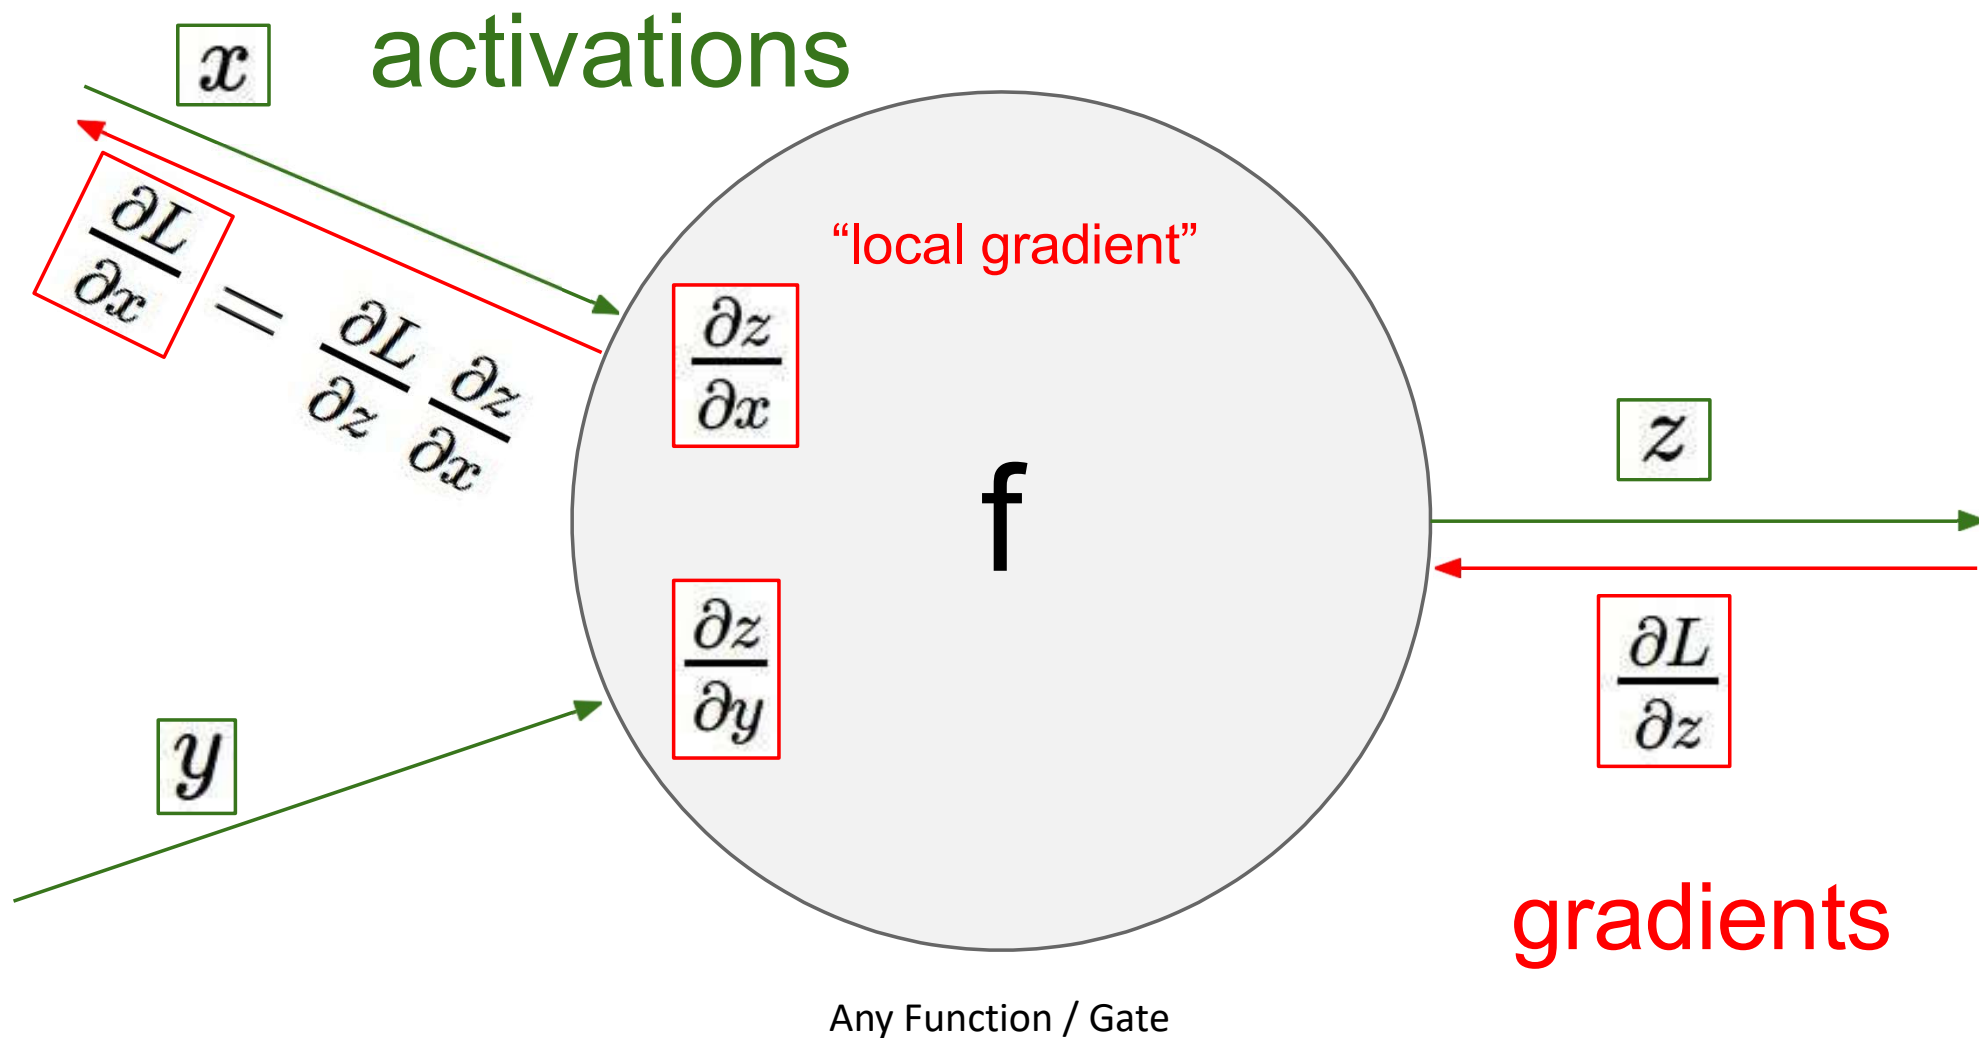 x
activations
∂L/∂x = ∂L/∂z ∂z/∂x
“local gradient”
∂z/∂x
f
z
∂z/∂y
∂L/∂z
y
gradients
Any Function / Gate